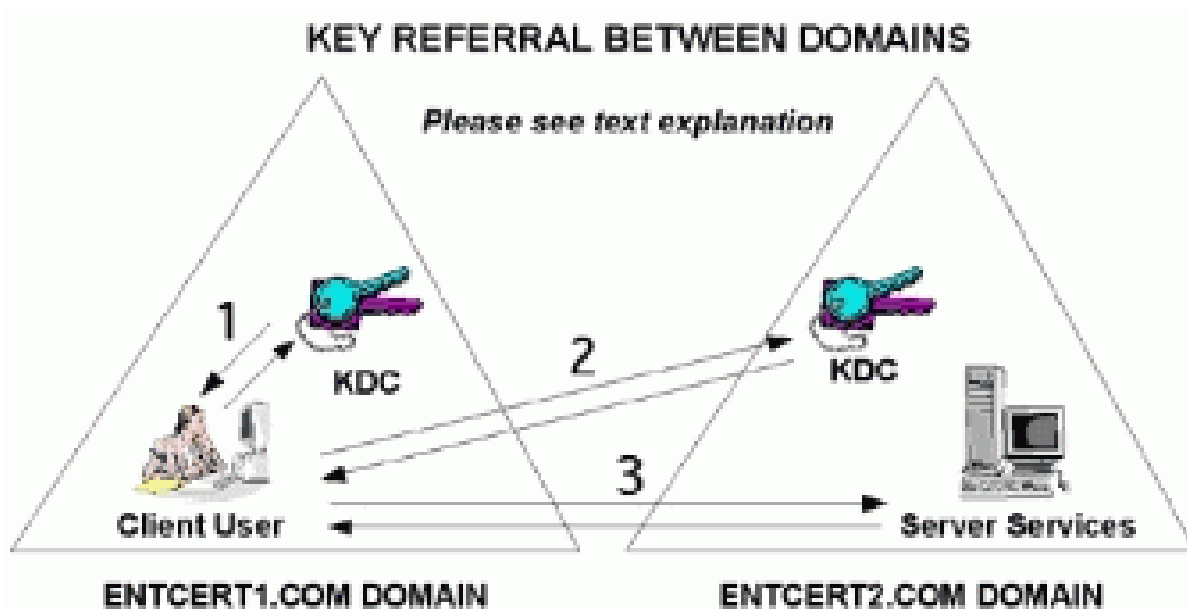 KEY REFERRAL BETWEEN DOMAINS
Please see text explanation
1
KDC
2
KDC
3
Client User
Server Services
ENTCERT1.COM DOMAIN
ENTCERT2.COM DOMAIN